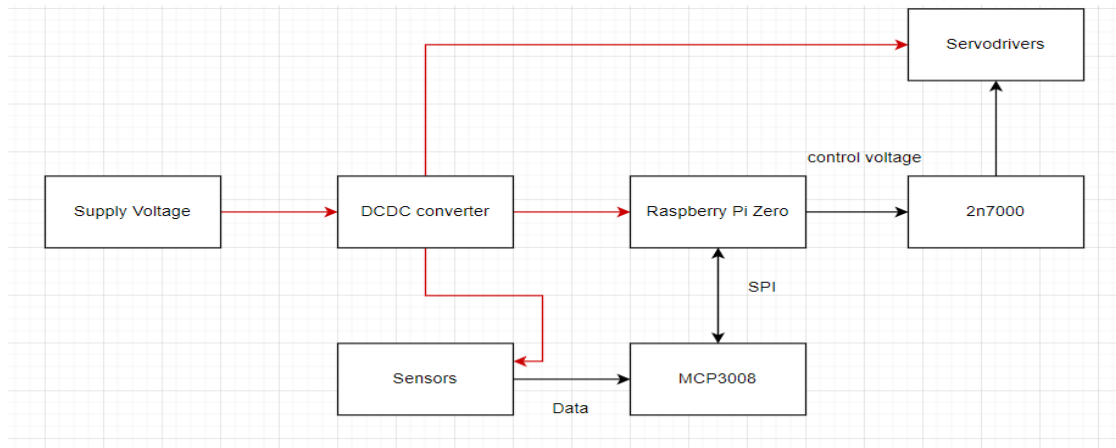 Servodrivers
control voltage
Supply Voltage
DCDC converter
Raspberry Pi Zero
2n7000
SPI
Sensors
MCP3008
Data